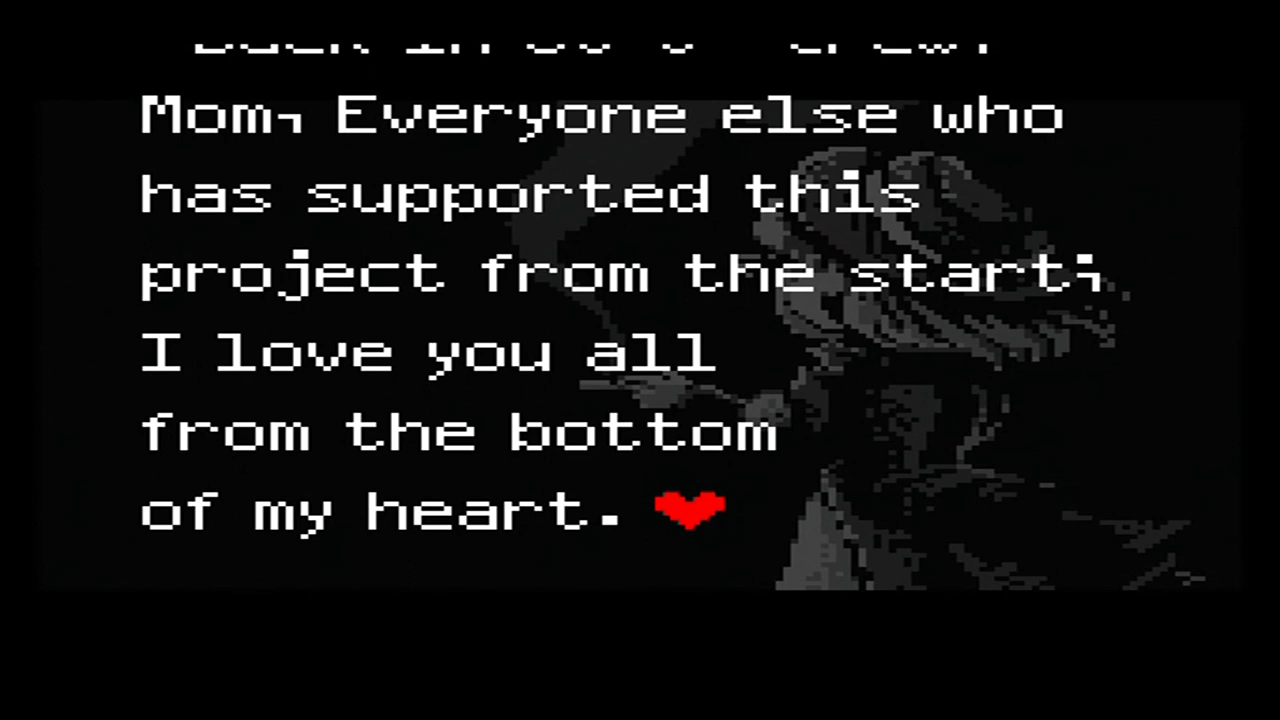 Mom, Everyone else who
has supported this
project from the start;
I love you all
from the bottom
of my heart. ❤